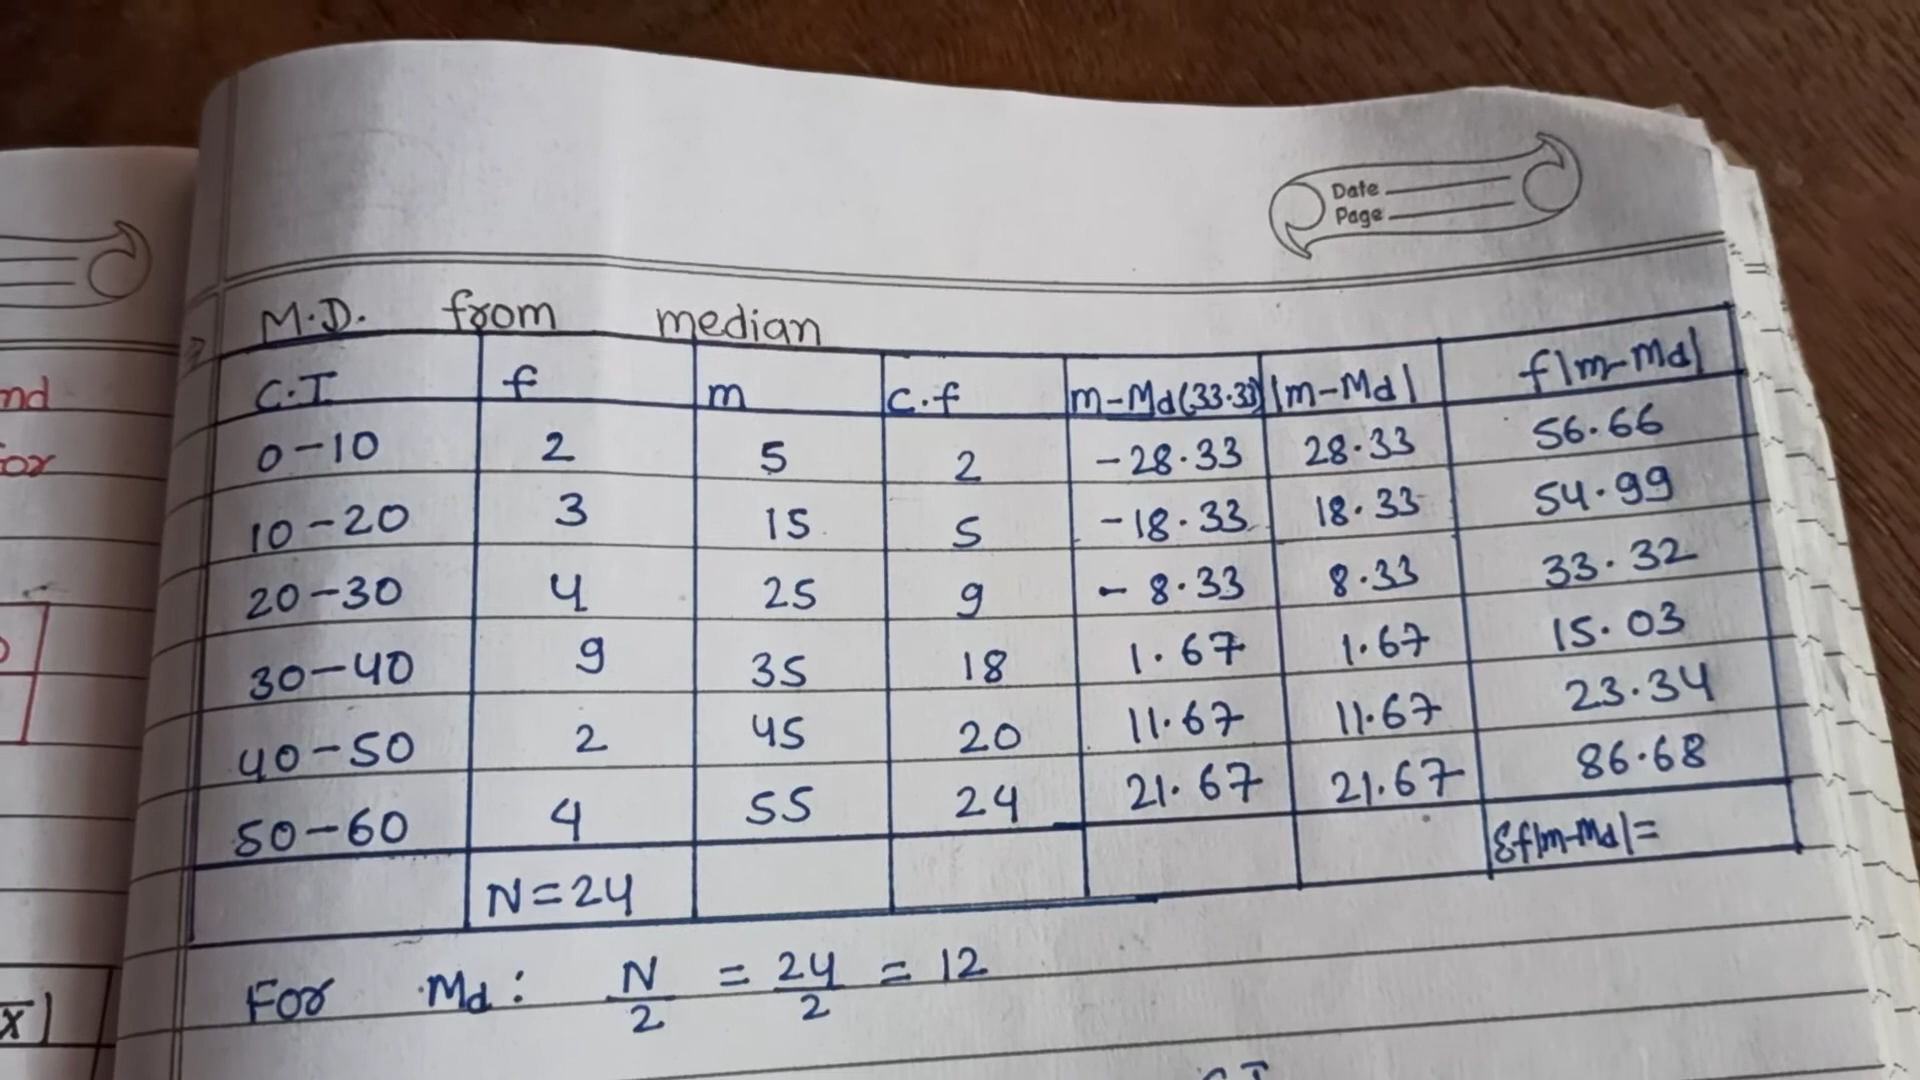 Date
Page
M.D. from median
C.I f m c.f m-Md(33.33) |m-Md| f|m-Md|
0-10 2 5 2 -28.33 28.33 56.66
10-20 3 15 5 -18.33 18.33 54.99
20-30 4 25 9 -8.33 8.33 33.32
30-40 9 35 18 1.67 1.67 15.03
40-50 2 45 20 11.67 11.67 23.34
50-60 4 55 24 21.67 21.67 86.68
N=24 Σf|m-Md|=
For Md: N/2 = 24/2 = 12
nd
for
x̄|